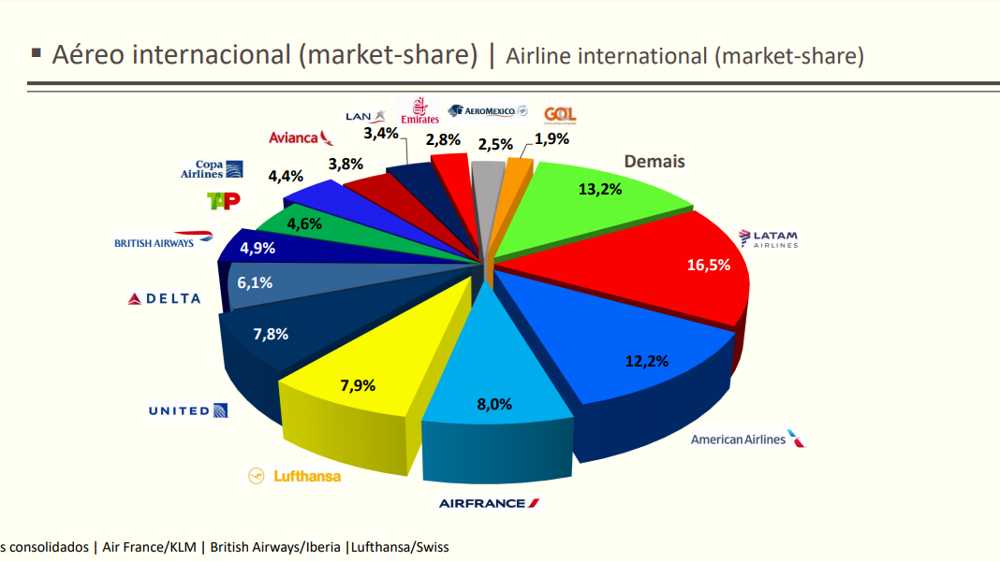 ▪ Aéreo internacional (market-share) | Airline international (market-share)
LAN
Emirates
AEROMEXICO
GOL
Avianca
3,4%
2,8%
2,5%
1,9%
Demais
Copa
Airlines
4,4%
3,8%
13,2%
TAP
4,6%
BRITISH AIRWAYS
4,9%
LATAM
AIRLINES
16,5%
6,1%
DELTA
7,8%
12,2%
7,9%
8,0%
UNITED
American Airlines
Lufthansa
AIRFRANCE
s consolidados | Air France/KLM | British Airways/Iberia |Lufthansa/Swiss